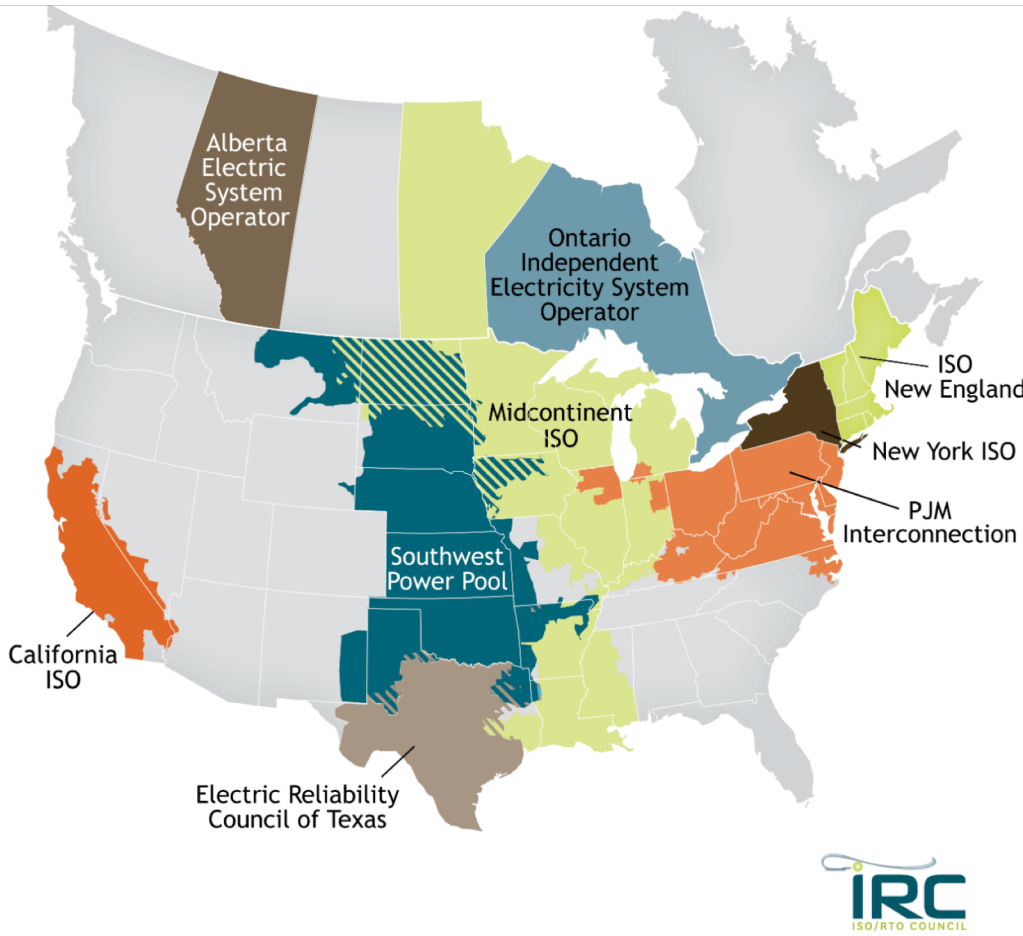 Alberta
Electric
System
Operator
Ontario
Independent
Electricity System
Operator
ISO
New England
Midcontinent
ISO
New York ISO
PJM
Interconnection
Southwest
Power Pool
California
ISO
Electric Reliability
Council of Texas
IRC
ISO/RTO COUNCIL